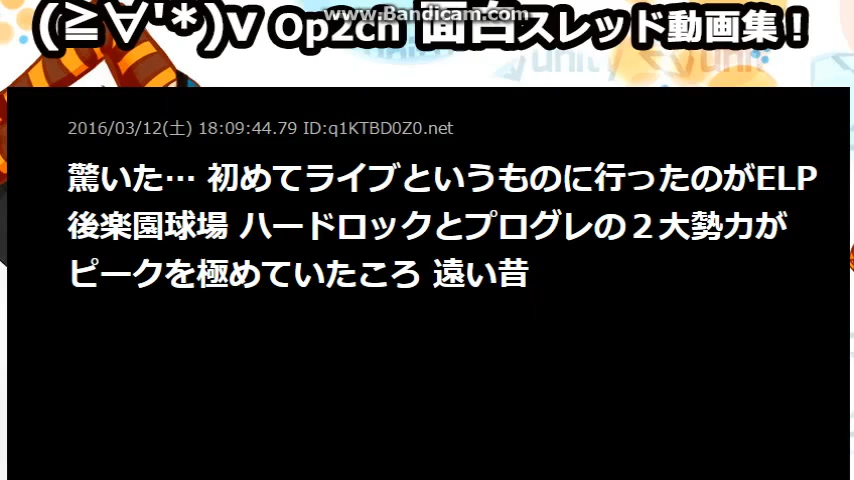 www.Bandicam.com
(≧∀'*)v Op2ch 面白スレッド動画集！
2016/03/12(土) 18:09:44.79 ID:q1KTBD0Z0.net
驚いた… 初めてライブというものに行ったのがELP
後楽園球場 ハードロックとプログレの２大勢力が
ピークを極めていたころ 遠い昔